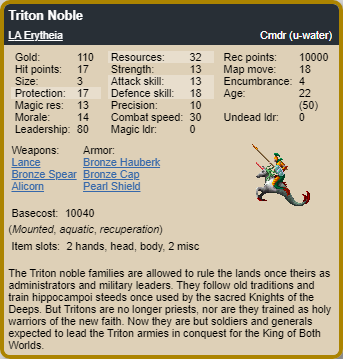 Triton Noble
LA Erytheia Cmdr (u-water)
Gold: 110 Resources: 32 Rec points: 10000
Hit points: 17 Strength: 13 Map move: 18
Size: 3 Attack skill: 13 Encumbrance: 4
Protection: 17 Defence skill: 18 Age: 22
Magic res: 13 Precision: 10 (50)
Morale: 14 Combat speed: 30 Undead ldr: 0
Leadership: 80 Magic ldr: 0
Weapons: Armor:
Lance Bronze Hauberk
Bronze Spear Bronze Cap
Alicorn Pearl Shield
Basecost: 10040
(Mounted, aquatic, recuperation)
Item slots: 2 hands, head, body, 2 misc
The Triton noble families are allowed to rule the lands once theirs as
administrators and military leaders. They follow old traditions and
train hippocampoi steeds once used by the sacred Knights of the
Deeps. But Tritons are no longer priests, nor are they trained as holy
warriors of the new faith. Now they are but soldiers and generals
expected to lead the Triton armies in conquest for the King of Both
Worlds.